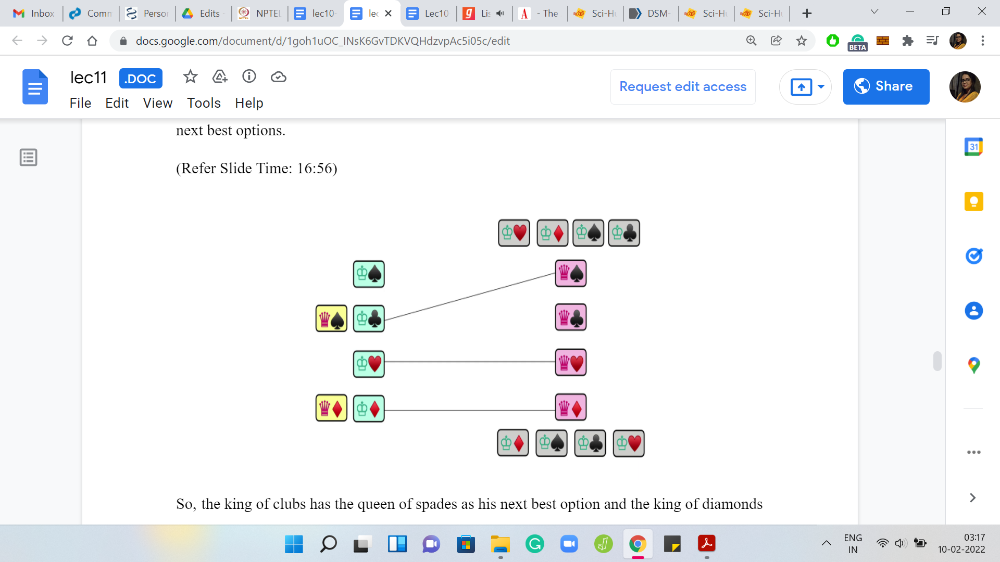 Inbox
Comm
Persor
Edits -
NPTEL
lec10-
lec
Lec10
Lis
- The
Sci-Hu
DSM-
Sci-Hu
Sci-Hu
docs.google.com/document/d/1goh1uOC_INsK6GvTDKVQHdzvpAc5i05c/edit
BETA
lec11 .DOC
File Edit View Tools Help
Request edit access
Share
31
next best options.
(Refer Slide Time: 16:56)
So, the king of clubs has the queen of spades as his next best option and the king of diamonds
ENG
IN
03:17
10-02-2022